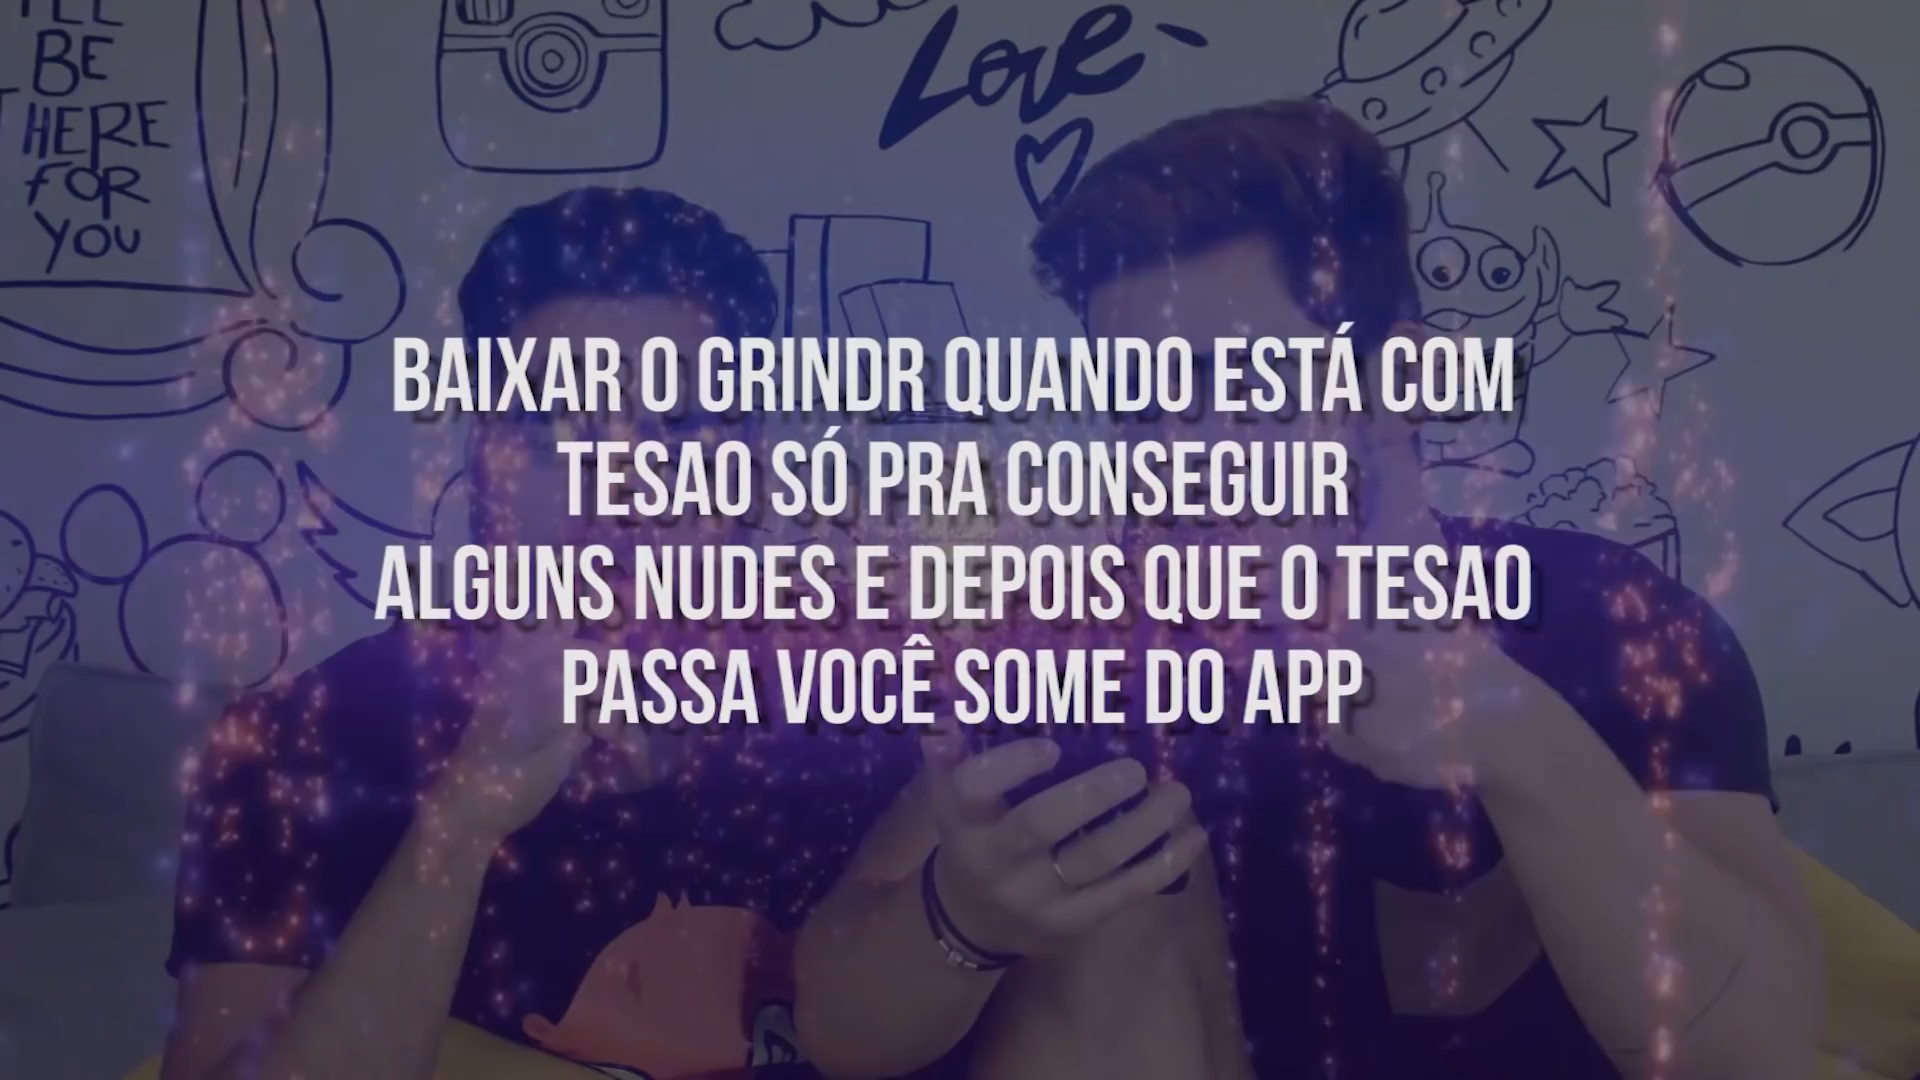 I'LL
BE
HERE
FOR
YOU
Love
BAIXAR O GRINDR QUANDO ESTÁ COM
TESAO SÓ PRA CONSEGUIR
ALGUNS NUDES E DEPOIS QUE O TESAO
PASSA VOCÊ SOME DO APP